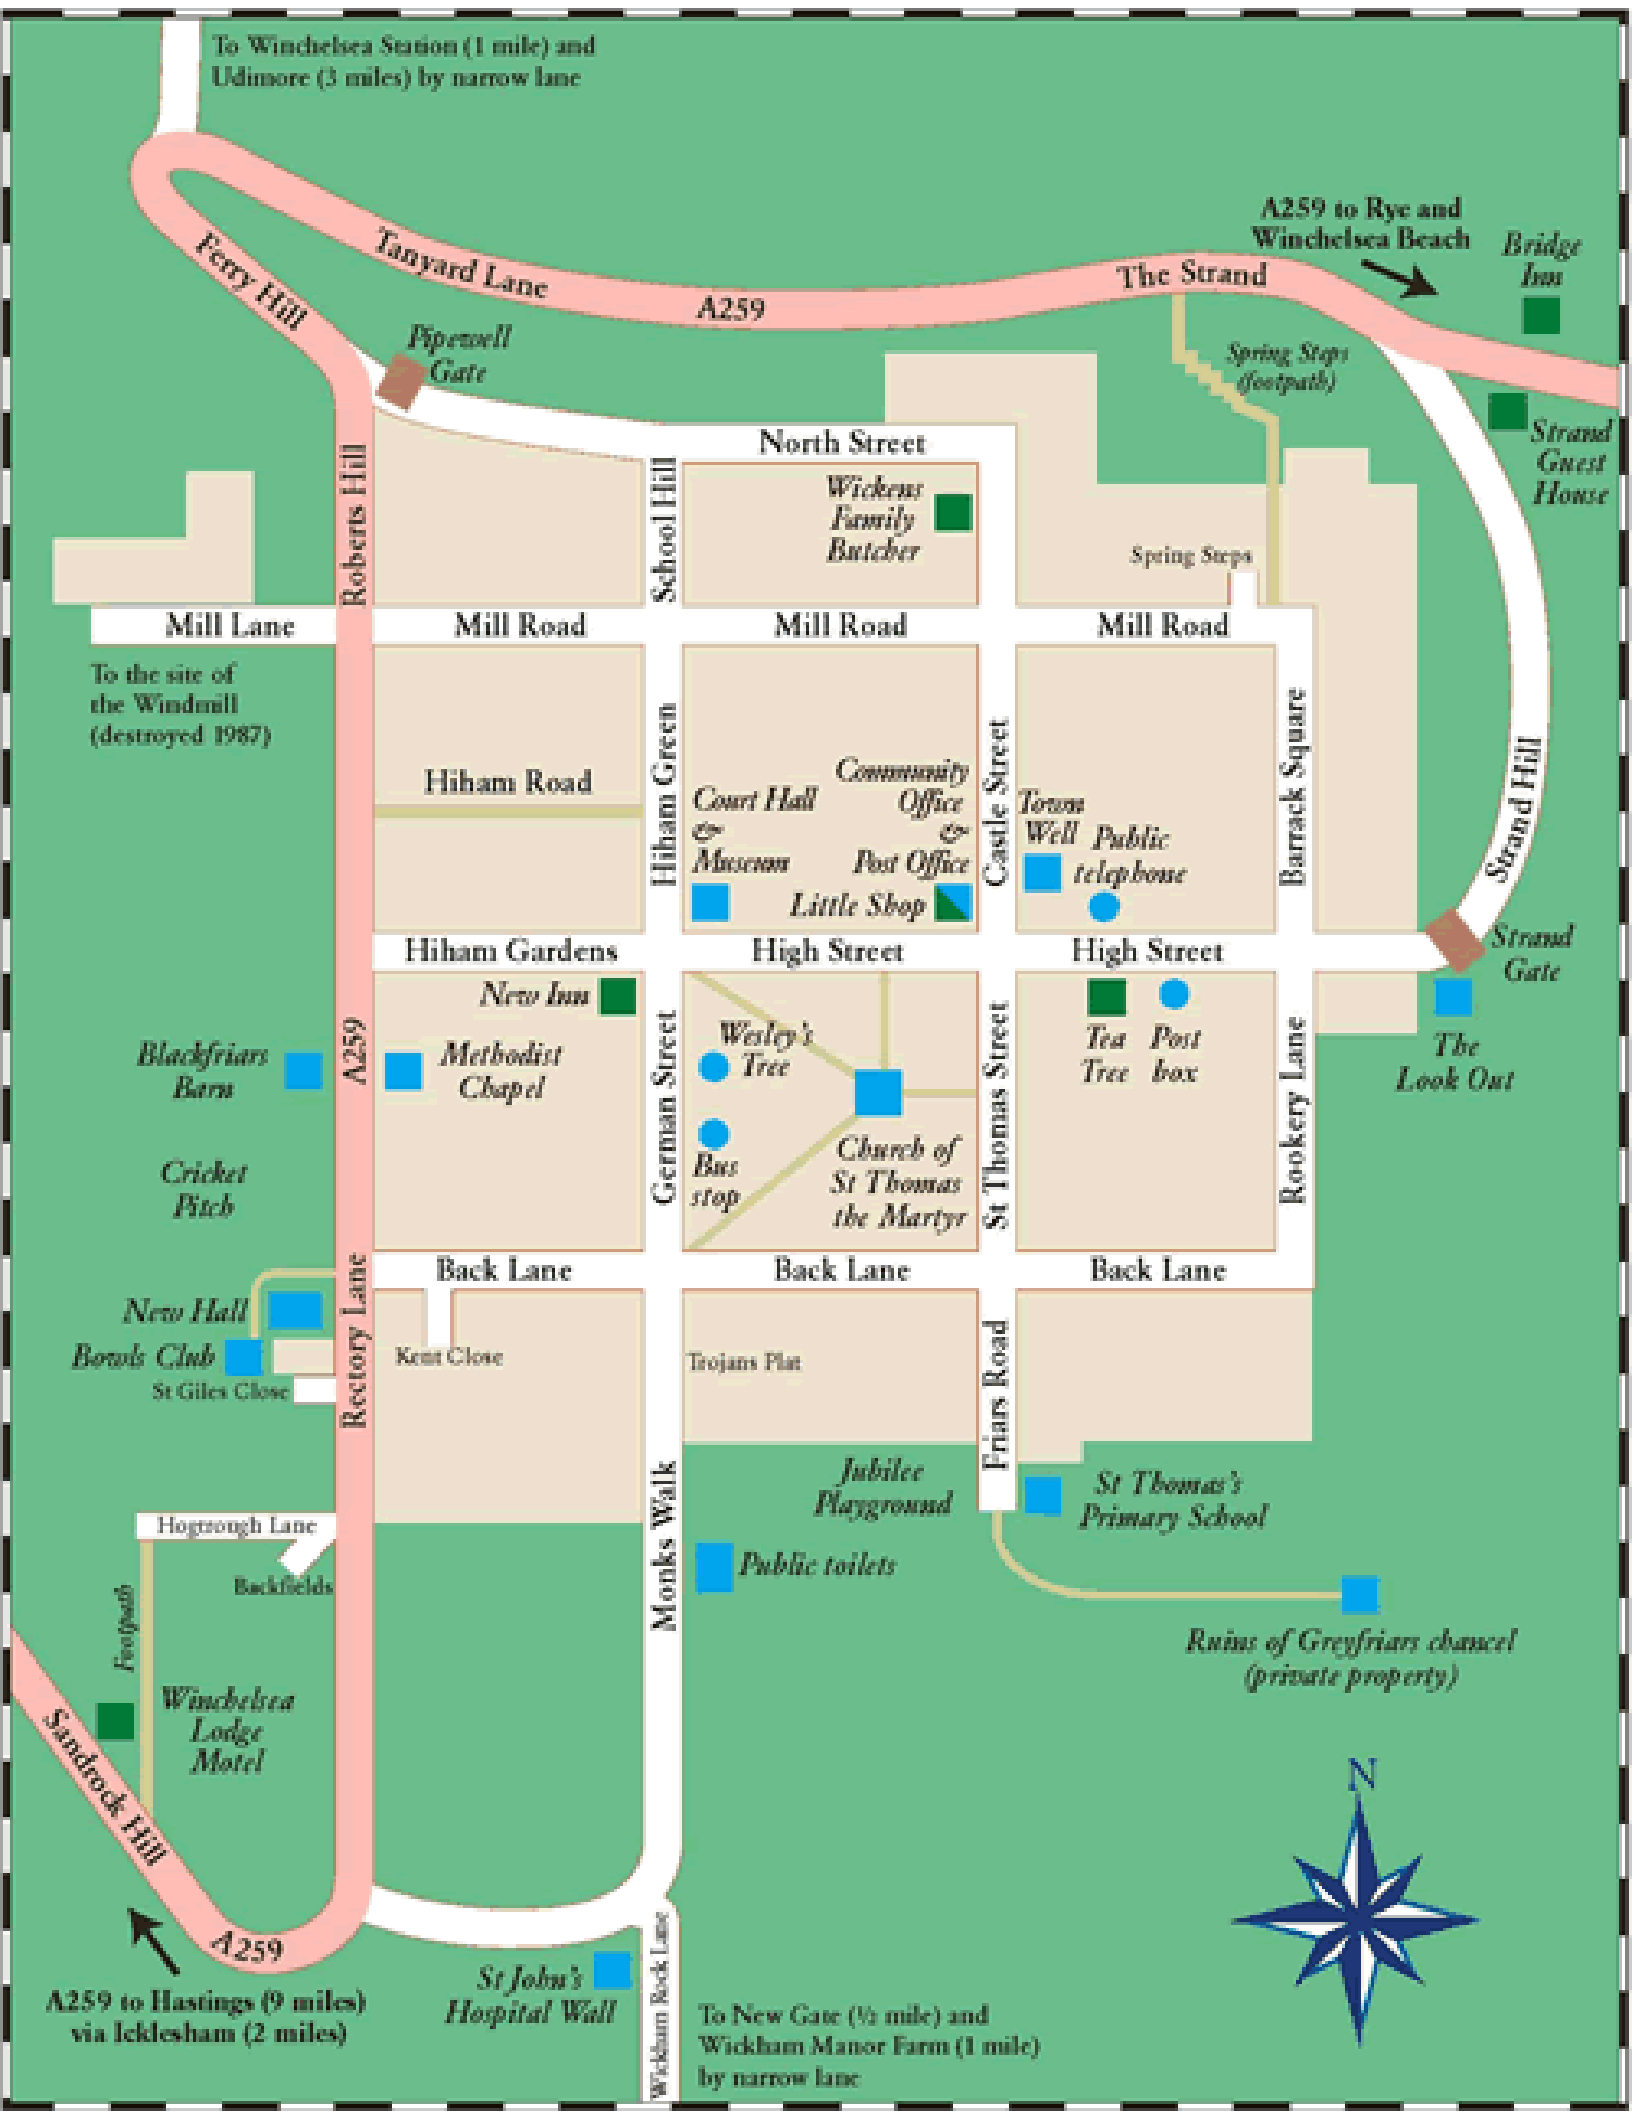 To Winchelsea Station (1 mile) and
Udimore (3 miles) by narrow lane
A259 to Rye and
Winchelsea Beach
Bridge
Inn
Tanyard Lane
Ferry Hill
A259
The Strand
Pipewell
Gate
Spring Steps
(footpath)
Strand
Guest
House
North Street
Roberts Hill
School Hill
Wickens
Family
Butcher
Spring Steps
Mill Lane
Mill Road
Mill Road
Mill Road
To the site of
the Windmill
(destroyed 1987)
Hiham Road
Hiham Green
Court Hall
&
Museum
Community
Office
&
Post Office
Little Shop
Castle Street
Town
Well
Public
telephone
Barrack Square
Strand Hill
Hiham Gardens
High Street
High Street
Strand
Gate
New Inn
The
Look Out
Blackfriars
Barn
A259
Methodist
Chapel
German Street
Wesley's
Tree
Bus
stop
Church of
St Thomas
the Martyr
St Thomas Street
Tea
Tree
Post
box
Rookery Lane
Cricket
Pitch
Back Lane
Back Lane
Back Lane
New Hall
Bowls Club
St Giles Close
Rectory Lane
Kent Close
Trojans Plat
Friars Road
Jubilee
Playground
St Thomas's
Primary School
Monks Walk
Public toilets
Hogtrough Lane
Backfields
Footpath
Ruins of Greyfriars chancel
(private property)
Winchelsea
Lodge
Motel
Sandrock Hill
A259
N
A259 to Hastings (9 miles)
via Icklesham (2 miles)
St John's
Hospital Wall
Wickham Rock Lane
To New Gate (½ mile) and
Wickham Manor Farm (1 mile)
by narrow lane